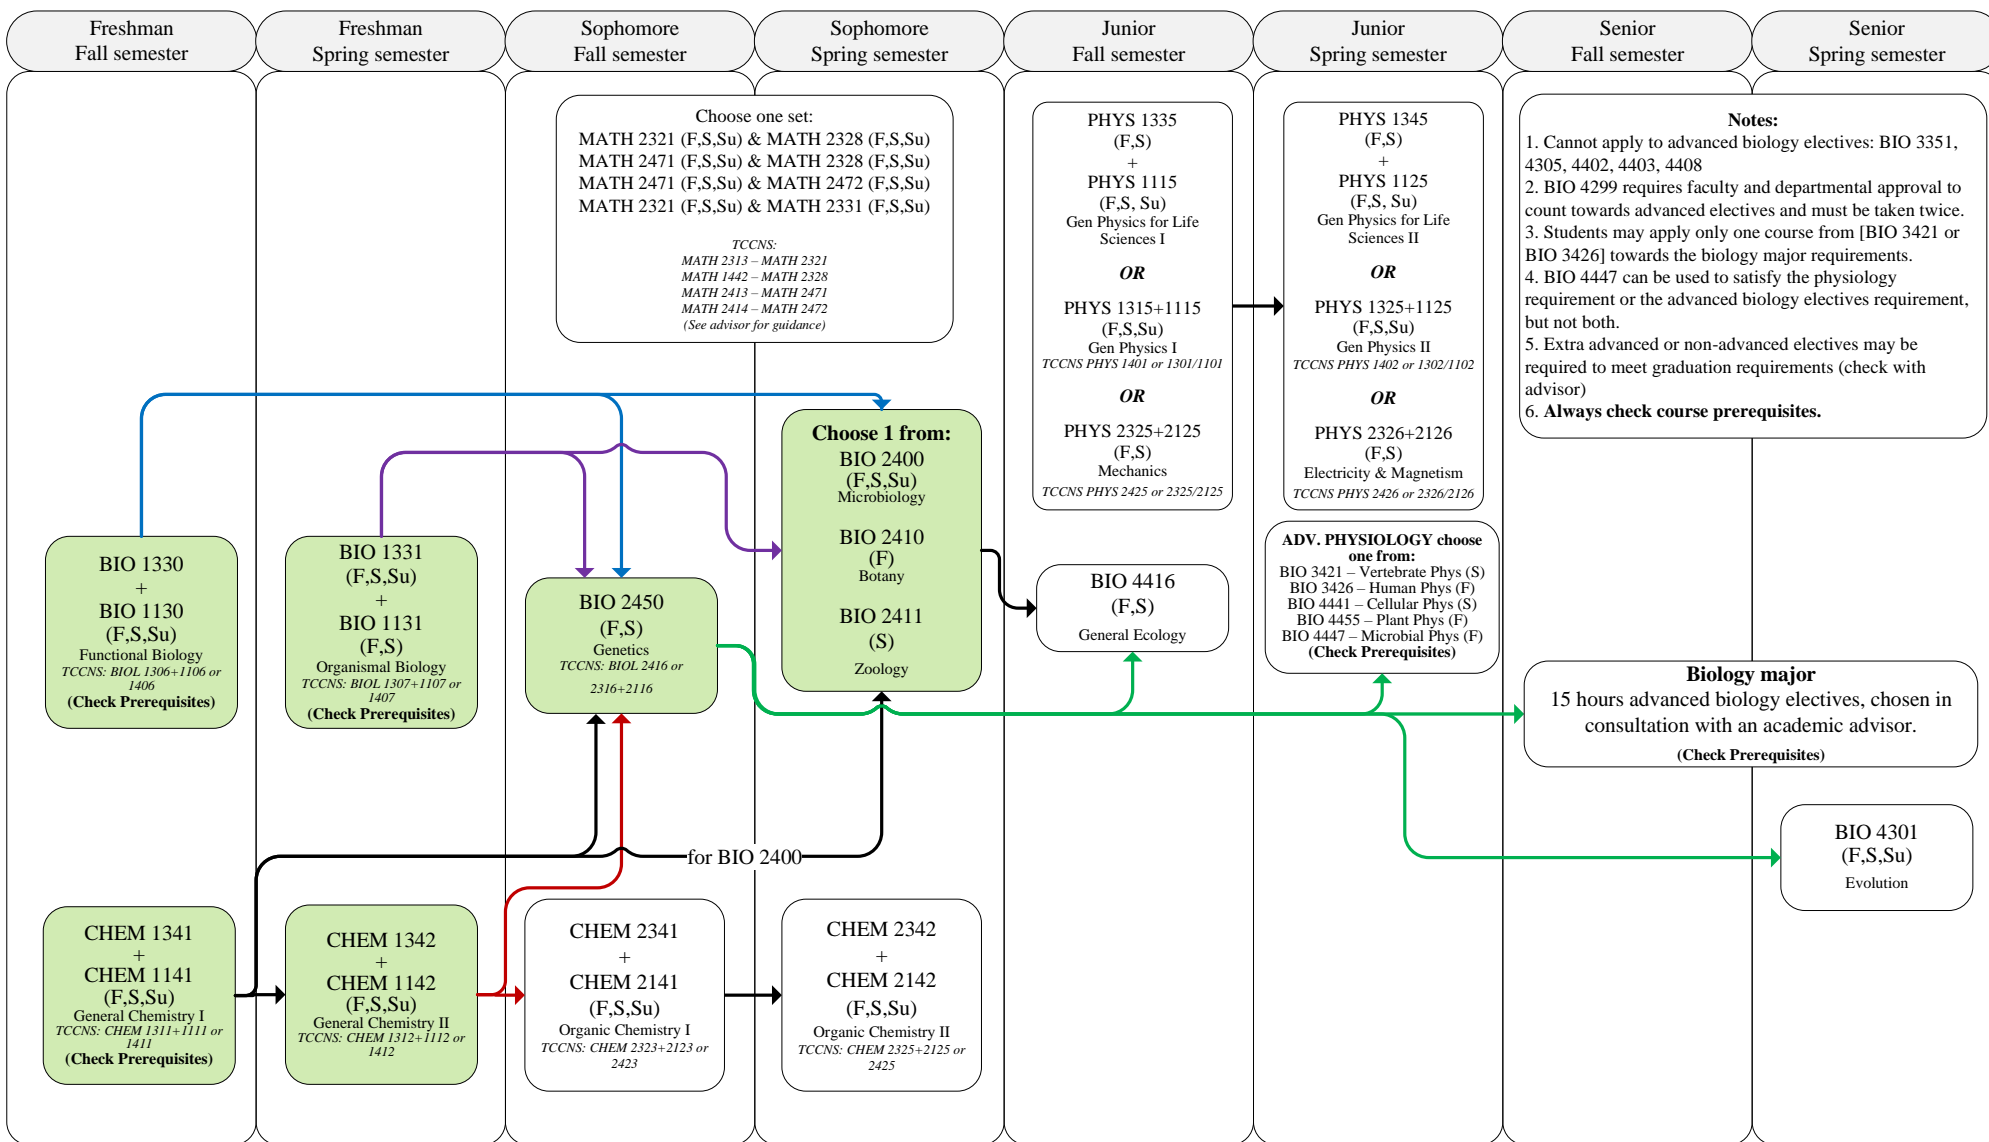 Freshman
Fall semester
Freshman
Spring semester
Sophomore
Fall semester
Sophomore
Spring semester
Junior
Fall semester
Junior
Spring semester
Senior
Fall semester
Senior
Spring semester
Choose one set:
MATH 2321 (F,S,Su) & MATH 2328 (F,S,Su)
MATH 2471 (F,S,Su) & MATH 2328 (F,S,Su)
MATH 2471 (F,S,Su) & MATH 2472 (F,S,Su)
MATH 2321 (F,S,Su) & MATH 2331 (F,S,Su)
TCCNS:
MATH 2313 – MATH 2321
MATH 1442 – MATH 2328
MATH 2413 – MATH 2471
MATH 2414 – MATH 2472
(See advisor for guidance)
PHYS 1335
(F,S)
+
PHYS 1115
(F,S, Su)
Gen Physics for Life
Sciences I
OR
PHYS 1315+1115
(F,S,Su)
Gen Physics I
TCCNS PHYS 1401 or 1301/1101
OR
PHYS 2325+2125
(F,S)
Mechanics
TCCNS PHYS 2425 or 2325/2125
PHYS 1345
(F,S)
+
PHYS 1125
(F,S, Su)
Gen Physics for Life
Sciences II
OR
PHYS 1325+1125
(F,S,Su)
Gen Physics II
TCCNS PHYS 1402 or 1302/1102
OR
PHYS 2326+2126
(F,S)
Electricity & Magnetism
TCCNS PHYS 2426 or 2326/2126
Notes:
1. Cannot apply to advanced biology electives: BIO 3351,
4305, 4402, 4403, 4408
2. BIO 4299 requires faculty and departmental approval to
count towards advanced electives and must be taken twice.
3. Students may apply only one course from [BIO 3421 or
BIO 3426] towards the biology major requirements.
4. BIO 4447 can be used to satisfy the physiology
requirement or the advanced biology electives requirement,
but not both.
5. Extra advanced or non-advanced electives may be
required to meet graduation requirements (check with
advisor)
6. Always check course prerequisites.
BIO 1330
+
BIO 1130
(F,S,Su)
Functional Biology
TCCNS: BIOL 1306+1106 or
1406
(Check Prerequisites)
BIO 1331
(F,S,Su)
+
BIO 1131
(F,S)
Organismal Biology
TCCNS: BIOL 1307+1107 or
1407
(Check Prerequisites)
BIO 2450
(F,S)
Genetics
TCCNS: BIOL 2416 or
2316+2116
Choose 1 from:
BIO 2400
(F,S,Su)
Microbiology
BIO 2410
(F)
Botany
BIO 2411
(S)
Zoology
BIO 4416
(F,S)
General Ecology
ADV. PHYSIOLOGY choose
one from:
BIO 3421 – Vertebrate Phys (S)
BIO 3426 – Human Phys (F)
BIO 4441 – Cellular Phys (S)
BIO 4455 – Plant Phys (F)
BIO 4447 – Microbial Phys (F)
(Check Prerequisites)
Biology major
15 hours advanced biology electives, chosen in
consultation with an academic advisor.
(Check Prerequisites)
BIO 4301
(F,S,Su)
Evolution
for BIO 2400
CHEM 1341
+
CHEM 1141
(F,S,Su)
General Chemistry I
TCCNS: CHEM 1311+1111 or
1411
(Check Prerequisites)
CHEM 1342
+
CHEM 1142
(F,S,Su)
General Chemistry II
TCCNS: CHEM 1312+1112 or
1412
CHEM 2341
+
CHEM 2141
(F,S,Su)
Organic Chemistry I
TCCNS: CHEM 2323+2123 or
2423
CHEM 2342
+
CHEM 2142
(F,S,Su)
Organic Chemistry II
TCCNS: CHEM 2325+2125 or
2425